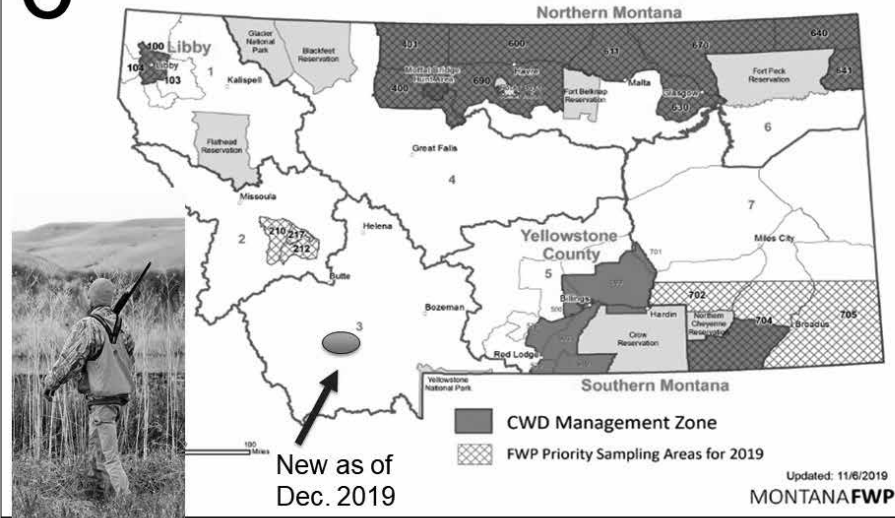 Northern Montana
100
Libby
104
Libby
103
1
Kalispell
Glacier
National
Park
Blackfeet
Reservation
Flathead
Reservation
401
600
611
670
640
641
400
690
Havre
Fort Belknap
Reservation
Malta
Glasgow
630
Fort Peck
Reservation
6
Great Falls
4
7
Missoula
2
210
217
212
Helena
Butte
3
Bozeman
Yellowstone
County
5
Billings
701
Miles City
702
704
705
Broadus
Hardin
Crow
Reservation
Northern
Cheyenne
Reservation
Red Lodge
Yellowstone
National Park
Southern Montana
100
Miles
New as of
Dec. 2019
CWD Management Zone
FWP Priority Sampling Areas for 2019
Updated: 11/6/2019
MONTANAFWP